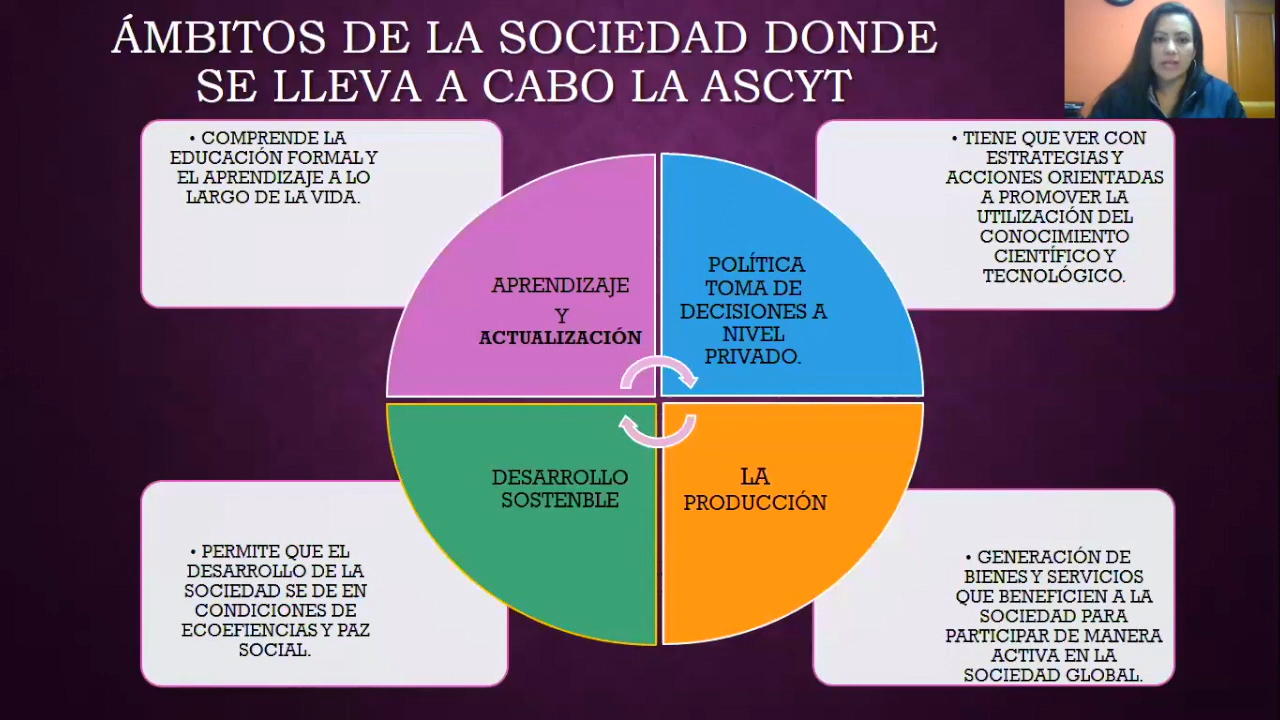 ÁMBITOS DE LA SOCIEDAD DONDE
SE LLEVA A CABO LA ASCYT
• COMPRENDE LA
EDUCACIÓN FORMAL Y
EL APRENDIZAJE A LO
LARGO DE LA VIDA.
• TIENE QUE VER CON
ESTRATEGIAS Y
ACCIONES ORIENTADAS
A PROMOVER LA
UTILIZACIÓN DEL
CONOCIMIENTO
CIENTÍFICO Y
TECNOLÓGICO.
APRENDIZAJE
Y
ACTUALIZACIÓN
POLÍTICA
TOMA DE
DECISIONES A
NIVEL
PRIVADO.
DESARROLLO
SOSTENBLE
LA
PRODUCCIÓN
• PERMITE QUE EL
DESARROLLO DE LA
SOCIEDAD SE DE EN
CONDICIONES DE
ECOEFIENCIAS Y PAZ
SOCIAL.
• GENERACIÓN DE
BIENES Y SERVICIOS
QUE BENEFICIEN A LA
SOCIEDAD PARA
PARTICIPAR DE MANERA
ACTIVA EN LA
SOCIEDAD GLOBAL.